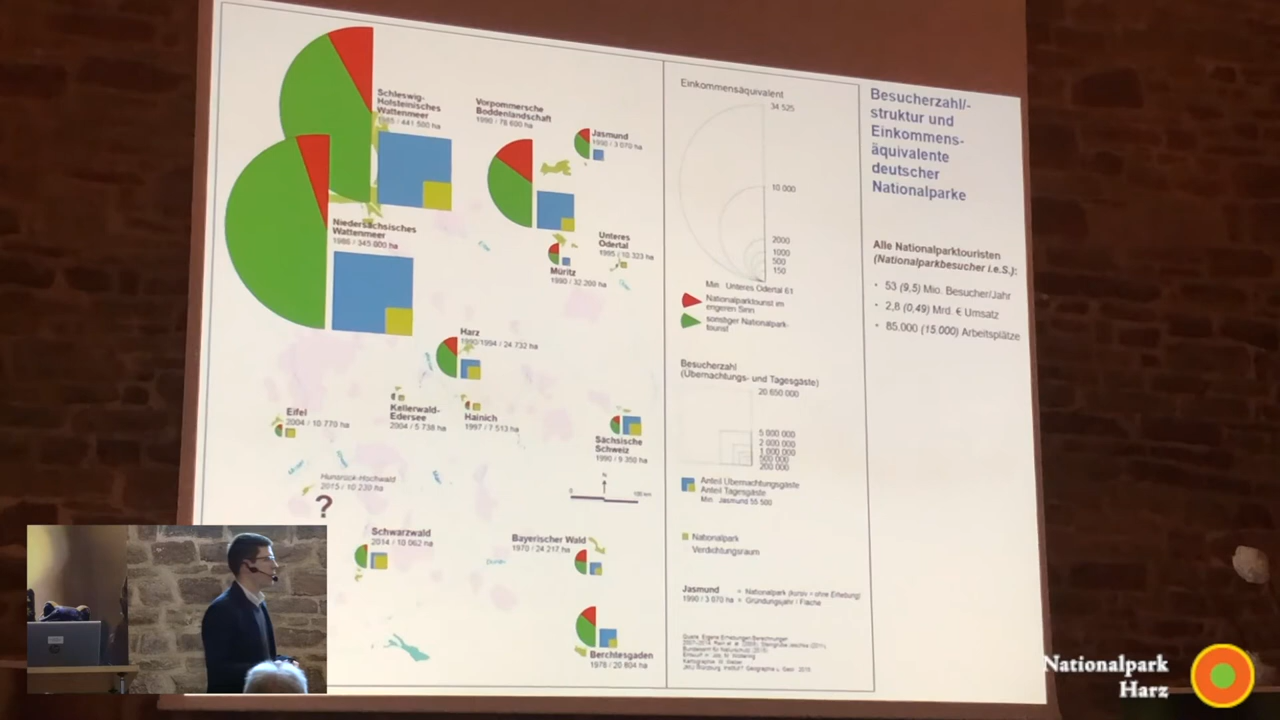 Schleswig-
Holsteinisches
Wattenmeer
1985 / 441 500 ha
Niedersächsisches
Wattenmeer
1986 / 345 800 ha
Vorpommersche
Boddenlandschaft
1990 / 78 600 ha
Jasmund
1990 / 3 070 ha
Müritz
1990 / 32 200 ha
Unteres
Odertal
1995 / 10 323 ha
Harz
1990/1994 / 24 732 ha
Kellerwald-
Edersee
2004 / 5 738 ha
Hainich
1997 / 7 513 ha
Eifel
2004 / 10 770 ha
Sächsische
Schweiz
1990 / 9 350 ha
Hunsrück-Hochwald
2015 / 10 230 ha
?
N
0 100 km
Schwarzwald
2014 / 10 062 ha
Bayerischer Wald
1970 / 24 217 ha
Donau
Berchtesgaden
1978 / 20 804 ha
Einkommensäquivalent
34 525
10 000
2000
1000
500
150
Min. Unteres Odertal 61
Nationalparktourist im
engeren Sinn
sonstiger Nationalpark-
tourist
Besucherzahl
(Übernachtungs- und Tagesgäste)
20 650 000
5 000 000
2 000 000
1 000 000
500 000
200 000
Anteil Übernachtungsgäste
Anteil Tagesgäste
Min. Jasmund 55 500
Nationalpark
Verdichtungsraum
Jasmund = Nationalpark (kursiv = ohne Erhebung)
1990 / 3 070 ha = Gründungsjahr / Fläche
Besucherzahl/-
struktur und
Einkommens-
äquivalente
deutscher
Nationalparke
Alle Nationalparktouristen
(Nationalparkbesucher i.e.S.):
• 53 (9,5) Mio. Besucher/Jahr
• 2,8 (0,49) Mrd. € Umsatz
• 85.000 (15 000) Arbeitsplätze
Nationalpark
Harz